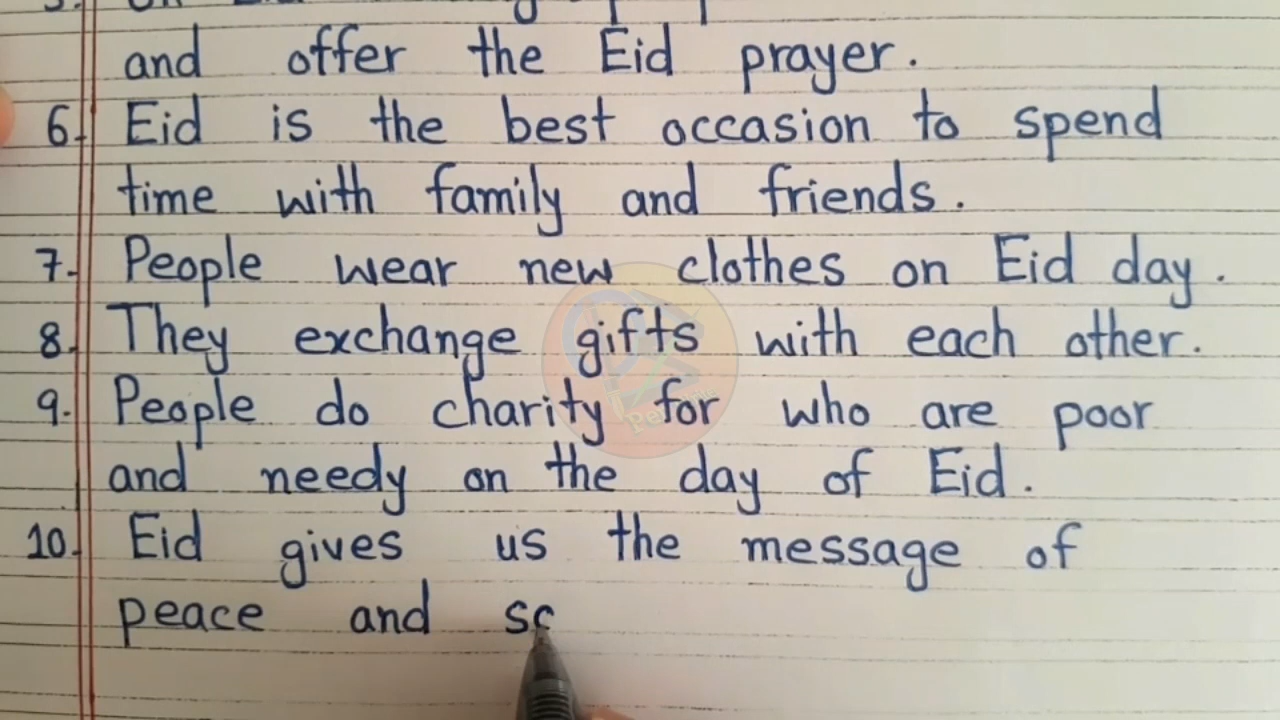 and offer the Eid prayer.
6. Eid is the best occasion to spend
time with family and friends.
7. People wear new clothes on Eid day.
8. They exchange gifts with each other.
9. People do charity for who are poor
and needy on the day of Eid.
10. Eid gives us the message of
peace and